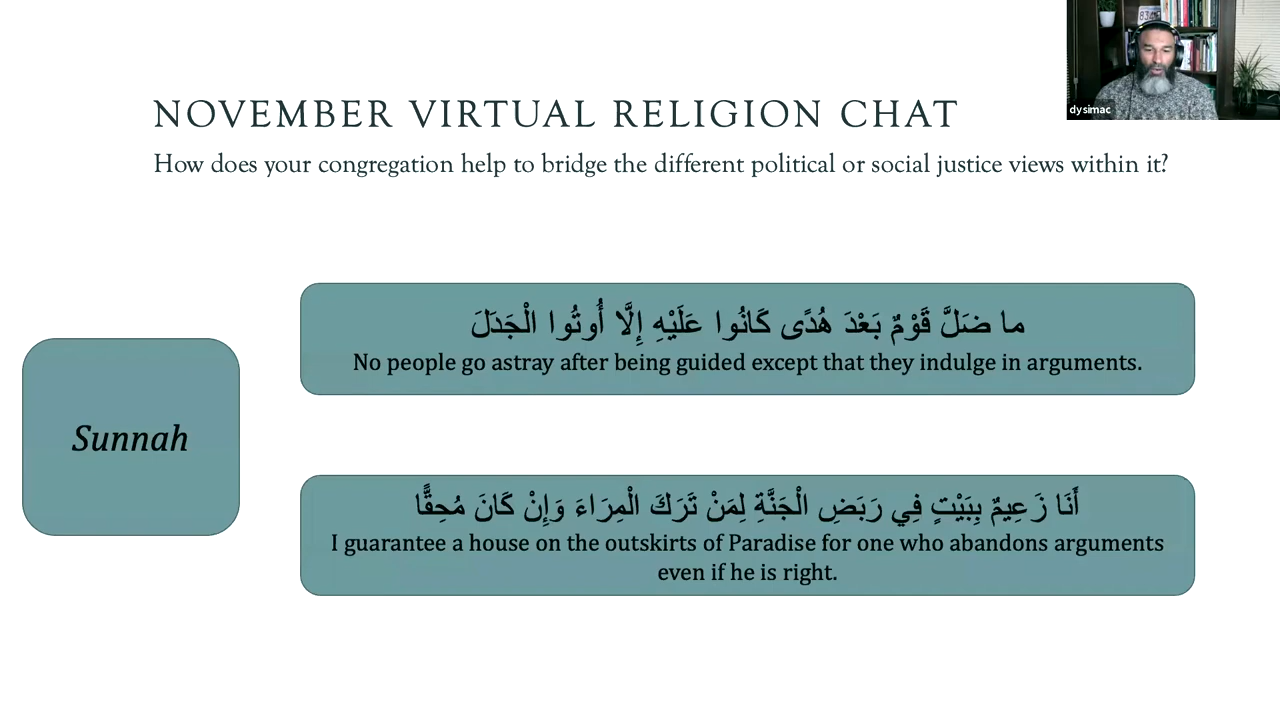 dysimac
NOVEMBER VIRTUAL RELIGION CHAT
How does your congregation help to bridge the different political or social justice views within it?
Sunnah
ما ضَلَّ قَوْمٌ بَعْدَ هُدًى كَانُوا عَلَيْهِ إِلَّا أُوتُوا الْجَدَلَ
No people go astray after being guided except that they indulge in arguments.
أَنَا زَعِيمٌ بِبَيْتٍ فِي رَبَضِ الْجَنَّةِ لِمَنْ تَرَكَ الْمِرَاءَ وَإِنْ كَانَ مُحِقًّا
I guarantee a house on the outskirts of Paradise for one who abandons arguments
even if he is right.